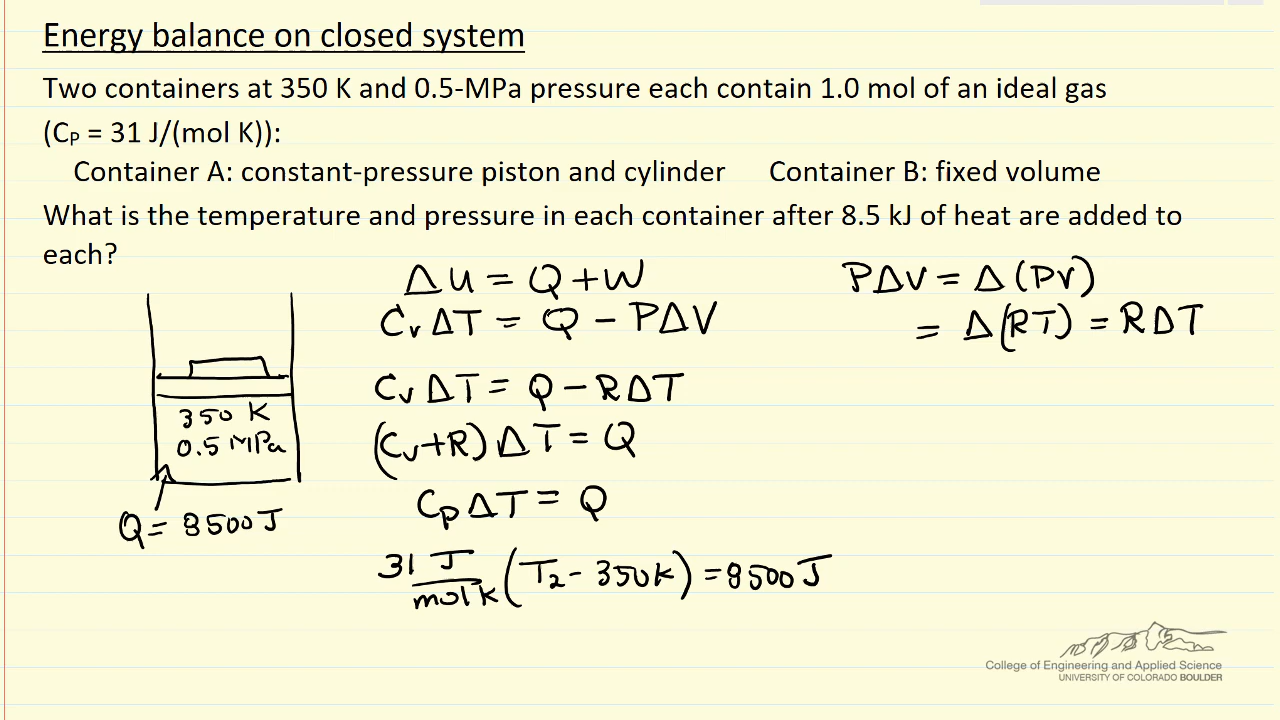 Energy balance on closed system
Two containers at 350 K and 0.5-MPa pressure each contain 1.0 mol of an ideal gas
(CP = 31 J/(mol K)):
Container A: constant-pressure piston and cylinder Container B: fixed volume
What is the temperature and pressure in each container after 8.5 kJ of heat are added to
each?
ΔU = Q + W
CvΔT = Q − PΔV
CvΔT = Q − RΔT
(Cv+R)ΔT = Q
CpΔT = Q
31 J/mol K (T2 − 350K) = 8500 J
PΔV = Δ(PV)
= Δ(RT) = RΔT
350 K
0.5 MPa
Q = 8500 J
College of Engineering and Applied Science
UNIVERSITY OF COLORADO BOULDER